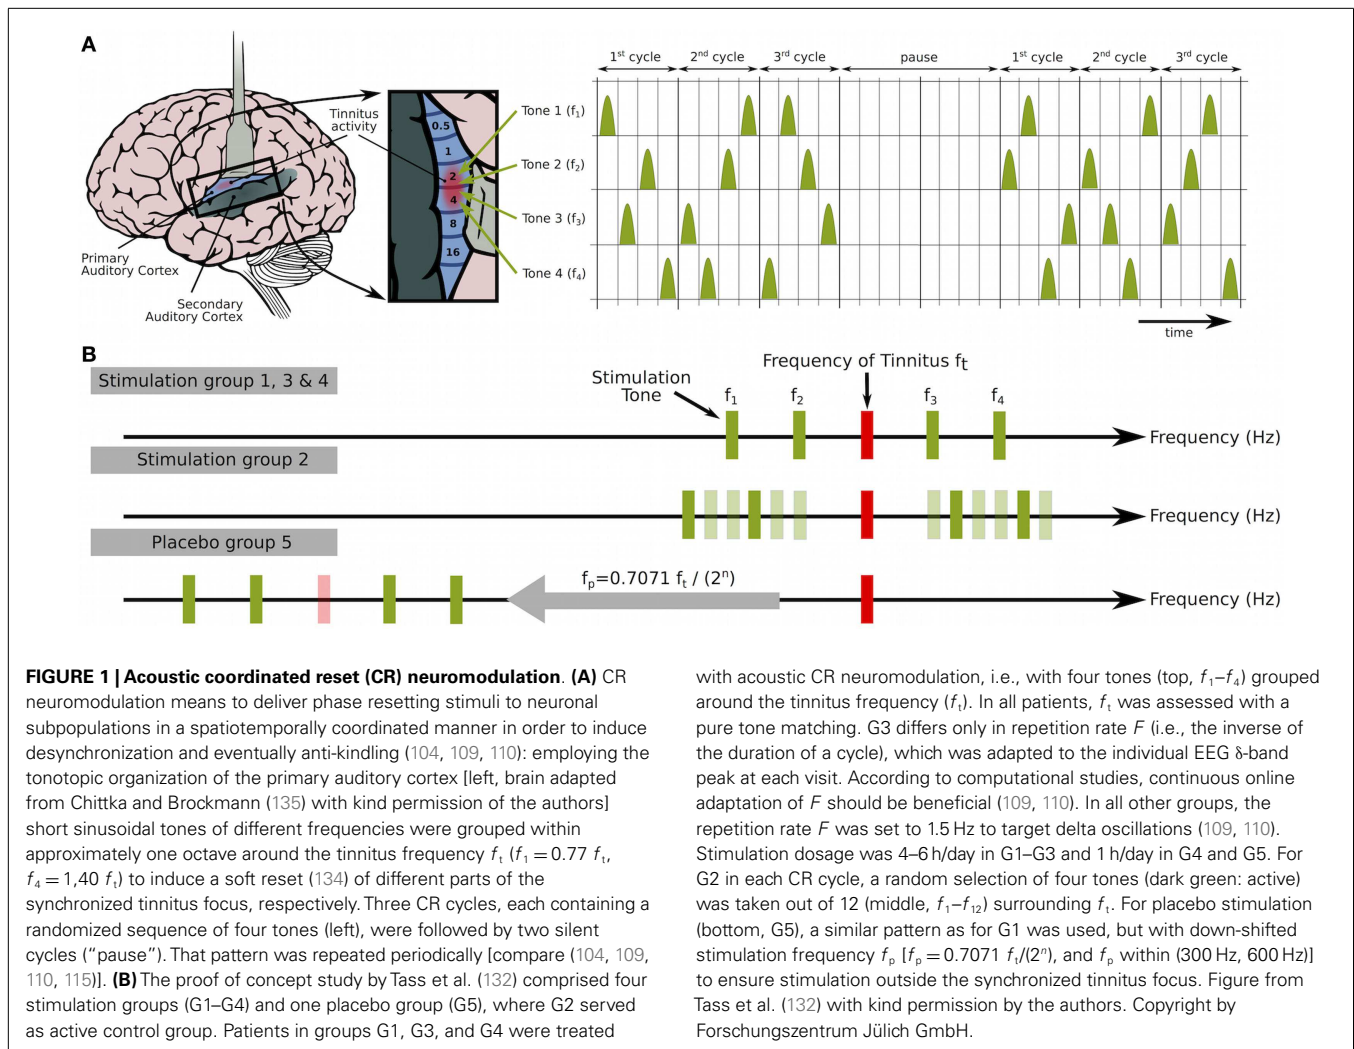 A
1st cycle
2nd cycle
3rd cycle
pause
1st cycle
2nd cycle
3rd cycle
Tinnitus
activity
0.5
1
2
4
8
16
Tone 1 (f1)
Tone 2 (f2)
Tone 3 (f3)
Tone 4 (f4)
Primary
Auditory Cortex
Secondary
Auditory Cortex
time
B
Stimulation group 1, 3 & 4
Stimulation
Tone
Frequency of Tinnitus ft
f1
f2
f3
f4
Frequency (Hz)
Stimulation group 2
Frequency (Hz)
Placebo group 5
fp=0.7071 ft / (2n)
Frequency (Hz)
FIGURE 1 | Acoustic coordinated reset (CR) neuromodulation. (A) CR
neuromodulation means to deliver phase resetting stimuli to neuronal
subpopulations in a spatiotemporally coordinated manner in order to induce
desynchronization and eventually anti-kindling (104, 109, 110): employing the
tonotopic organization of the primary auditory cortex [left, brain adapted
from Chittka and Brockmann (135) with kind permission of the authors]
short sinusoidal tones of different frequencies were grouped within
approximately one octave around the tinnitus frequency ft (f1 = 0.77 ft,
f4 = 1,40 ft) to induce a soft reset (134) of different parts of the
synchronized tinnitus focus, respectively. Three CR cycles, each containing a
randomized sequence of four tones (left), were followed by two silent
cycles (“pause”). That pattern was repeated periodically [compare (104, 109,
110, 115)]. (B) The proof of concept study by Tass et al. (132) comprised four
stimulation groups (G1–G4) and one placebo group (G5), where G2 served
as active control group. Patients in groups G1, G3, and G4 were treated
with acoustic CR neuromodulation, i.e., with four tones (top, f1–f4) grouped
around the tinnitus frequency (ft). In all patients, ft was assessed with a
pure tone matching. G3 differs only in repetition rate F (i.e., the inverse of
the duration of a cycle), which was adapted to the individual EEG δ-band
peak at each visit. According to computational studies, continuous online
adaptation of F should be beneficial (109, 110). In all other groups, the
repetition rate F was set to 1.5 Hz to target delta oscillations (109, 110).
Stimulation dosage was 4–6 h/day in G1–G3 and 1 h/day in G4 and G5. For
G2 in each CR cycle, a random selection of four tones (dark green: active)
was taken out of 12 (middle, f1–f12) surrounding ft. For placebo stimulation
(bottom, G5), a similar pattern as for G1 was used, but with down-shifted
stimulation frequency fp [fp = 0.7071 ft/(2n), and fp within (300 Hz, 600 Hz)]
to ensure stimulation outside the synchronized tinnitus focus. Figure from
Tass et al. (132) with kind permission by the authors. Copyright by
Forschungszentrum Jülich GmbH.